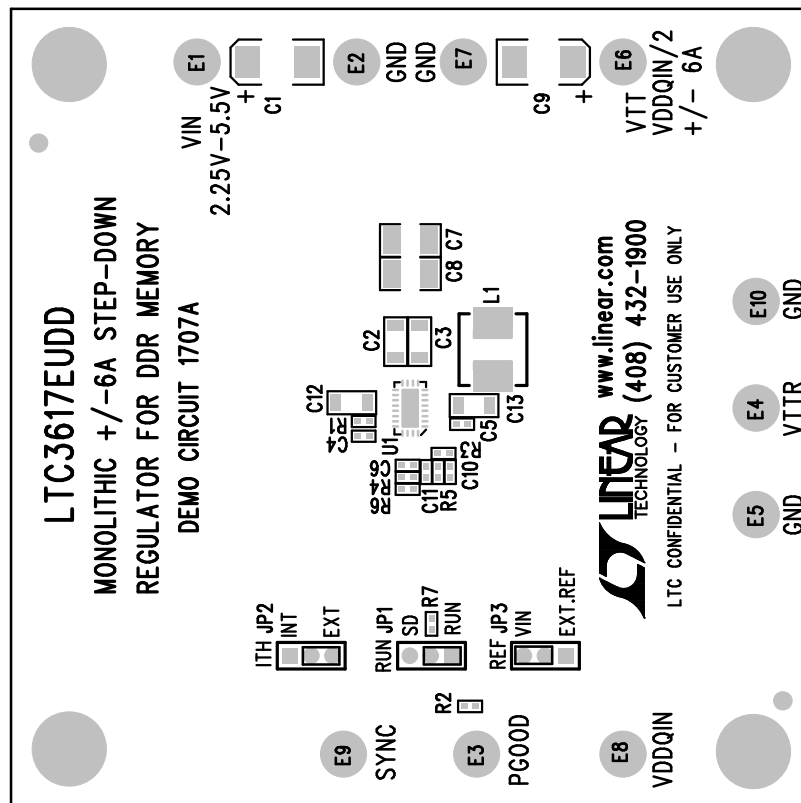 LTC3617EUDD
MONOLITHIC +/-6A STEP-DOWN
REGULATOR FOR DDR MEMORY
DEMO CIRCUIT 1707A
E1
VIN
2.25V-5.5V
+
C1
E2
GND
E7
GND
C9
+
E6
VTT
VDDQIN/2
+/- 6A
C7
C8
C2
C3
L1
C12
R1
C4
U1
C5
C13
R3
C6
R4
R6
C11
R5
C10
ITH JP2
INT
EXT
RUN JP1
SD
RUN
R7
REF JP3
VIN
EXT.REF
R2
E9
SYNC
E3
PGOOD
E8
VDDQIN
LINEAR
TECHNOLOGY
www.linear.com
(408) 432-1900
LTC CONFIDENTIAL - FOR CUSTOMER USE ONLY
E10
GND
E4
VTTR
E5
GND